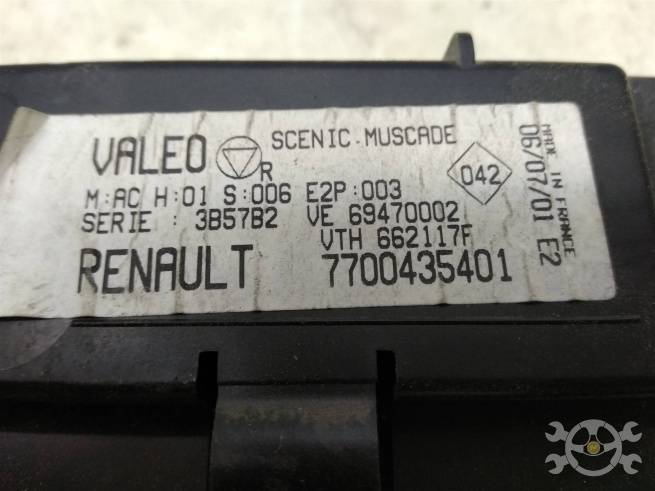 VALEO R SCENIC.MUSCADE
M:AC H:01 S:006 E2P:003
SERIE : 3B57B2 VE 69470002
VTH 662117F
RENAULT 7700435401
042
MADE IN FRANCE
06/07/01 E2